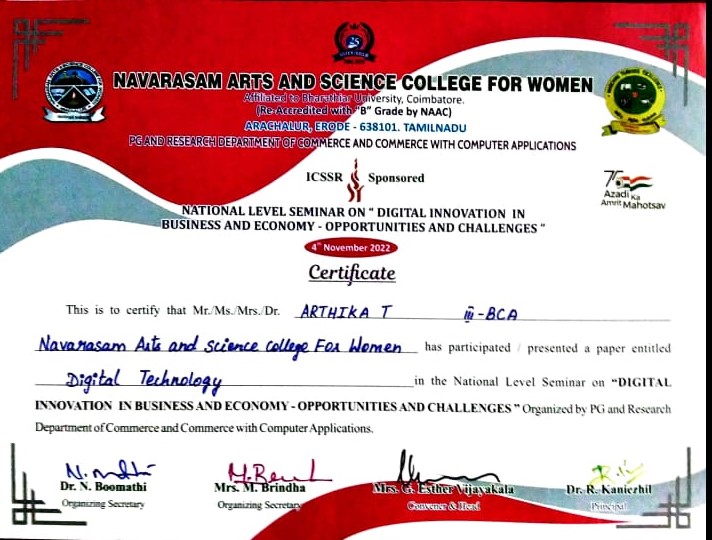 NAVARASAM ARTS AND SCIENCE COLLEGE FOR WOMEN
Affiliated to Bharathiar University, Coimbatore.
(Re-Accredited with "B" Grade by NAAC)
ARACHALUR, ERODE - 638101. TAMILNADU
PG AND RESEARCH DEPARTMENT OF COMMERCE AND COMMERCE WITH COMPUTER APPLICATIONS
ICSSR Sponsored
75
Azadi Ka
Amrit Mahotsav
NATIONAL LEVEL SEMINAR ON " DIGITAL INNOVATION IN
BUSINESS AND ECONOMY - OPPORTUNITIES AND CHALLENGES "
4th November 2022
Certificate
This is to certify that Mr./Ms./Mrs./Dr. ARTHIKA T III-BCA
Navarasam Arts and science college For Women has participated / presented a paper entitled
Digital Technology in the National Level Seminar on "DIGITAL
INNOVATION IN BUSINESS AND ECONOMY - OPPORTUNITIES AND CHALLENGES " Organized by PG and Research
Department of Commerce and Commerce with Computer Applications.
Dr. N. Boomathi Mrs. M. Brindha Mrs. G. Esther Vijayakala Dr. R. Kaniezhil
Organizing Secretary Organizing Secretary Convener & Head Principal